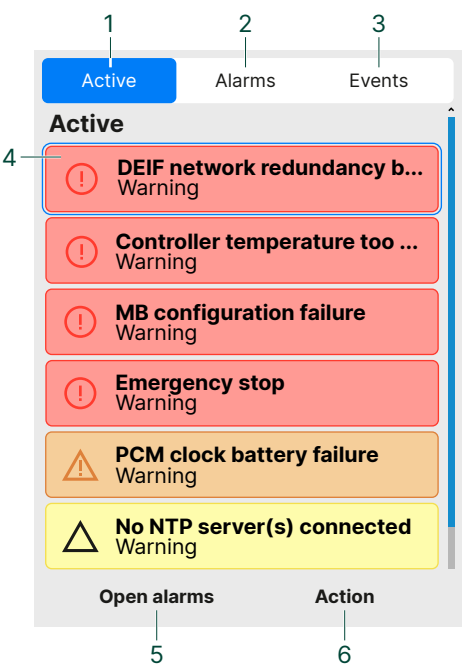 1 2 3
Active Alarms Events
Active
4
DEIF network redundancy b...
Warning
Controller temperature too ...
Warning
MB configuration failure
Warning
Emergency stop
Warning
PCM clock battery failure
Warning
No NTP server(s) connected
Warning
Open alarms Action
5 6